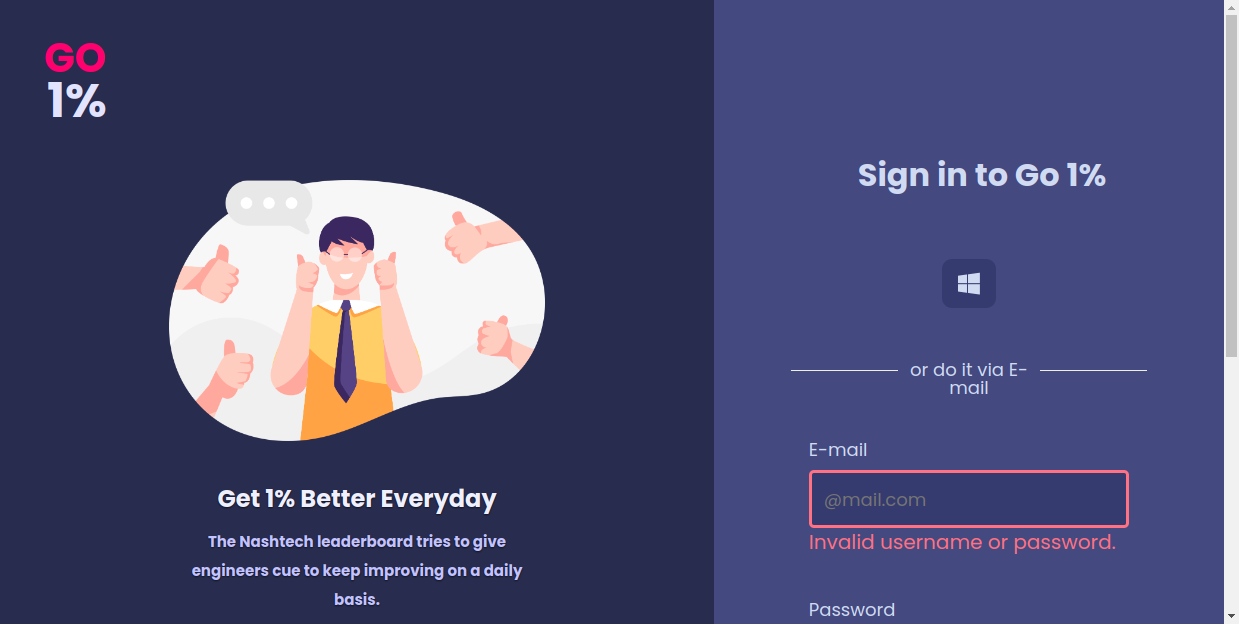 GO
1%
Get 1% Better Everyday
The Nashtech leaderboard tries to give
engineers cue to keep improving on a daily
basis.
Sign in to Go 1%
or do it via E-
mail
E-mail
@mail.com
Invalid username or password.
Password